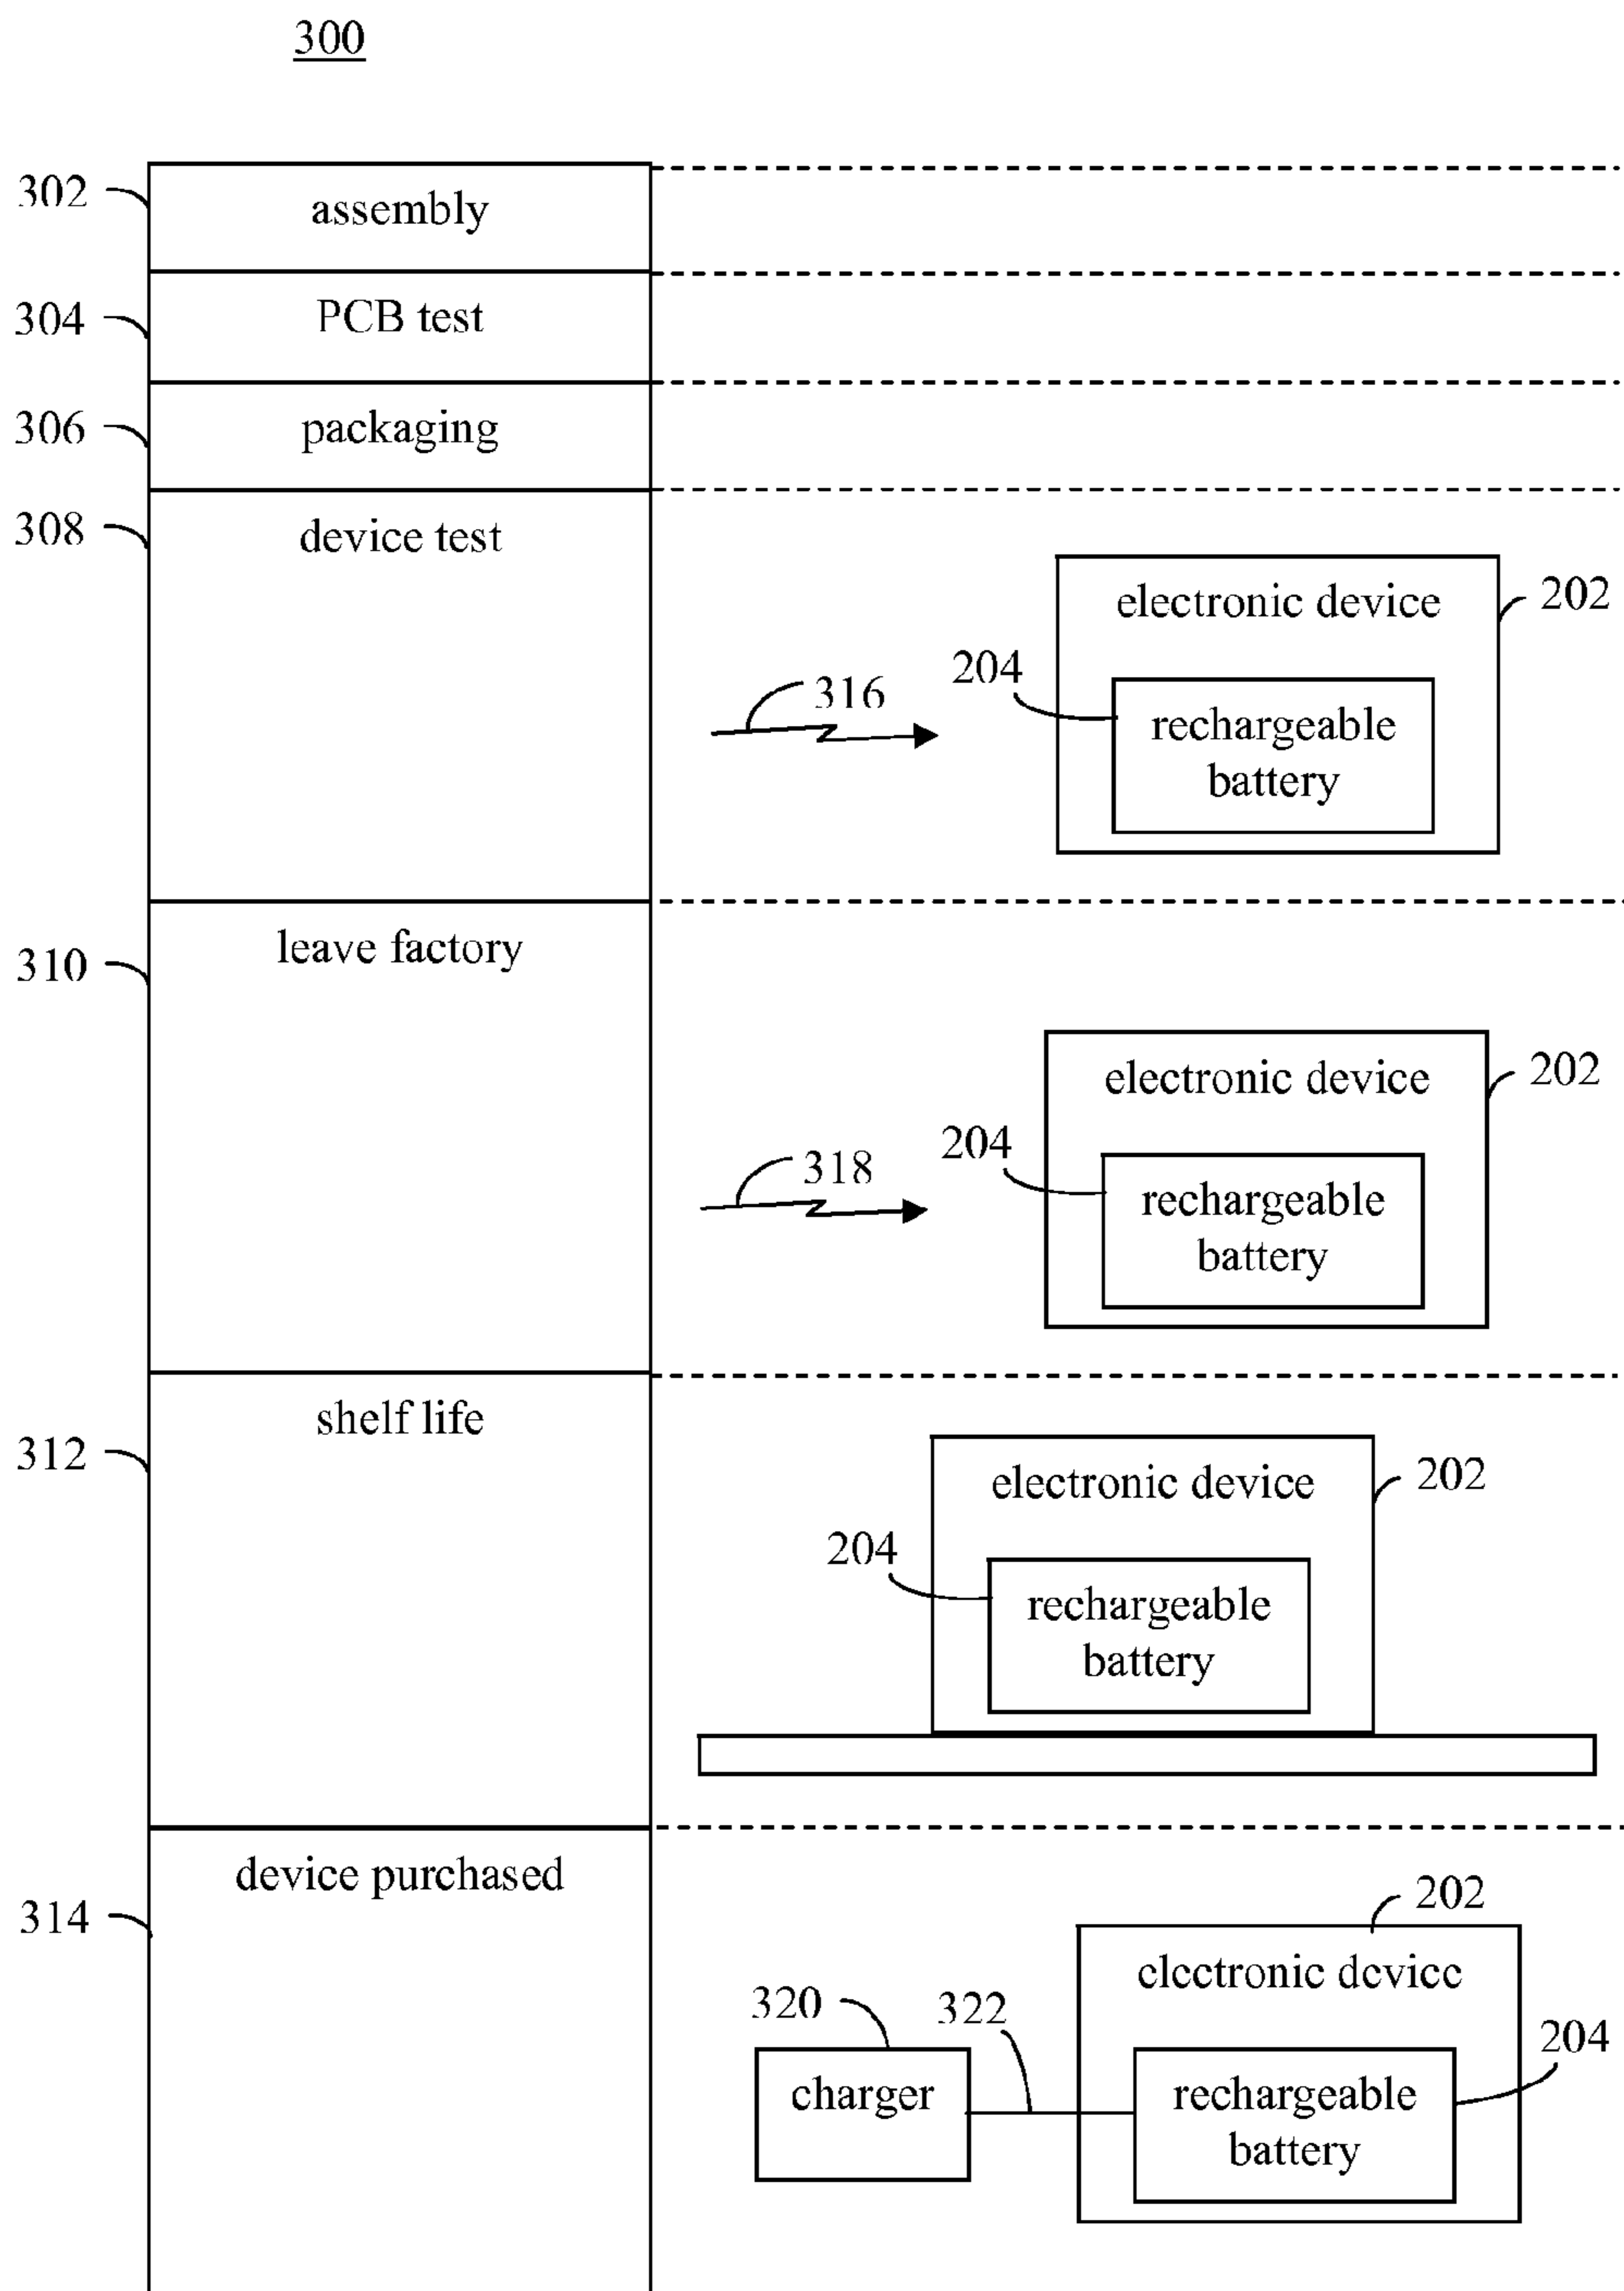 300
302
assembly
304
PCB test
306
packaging
308
device test
electronic device
202
204
316
rechargeable
battery
310
leave factory
electronic device
202
204
318
rechargeable
battery
312
shelf life
electronic device
202
204
rechargeable
battery
314
device purchased
202
electronic device
320
322
204
charger
rechargeable
battery